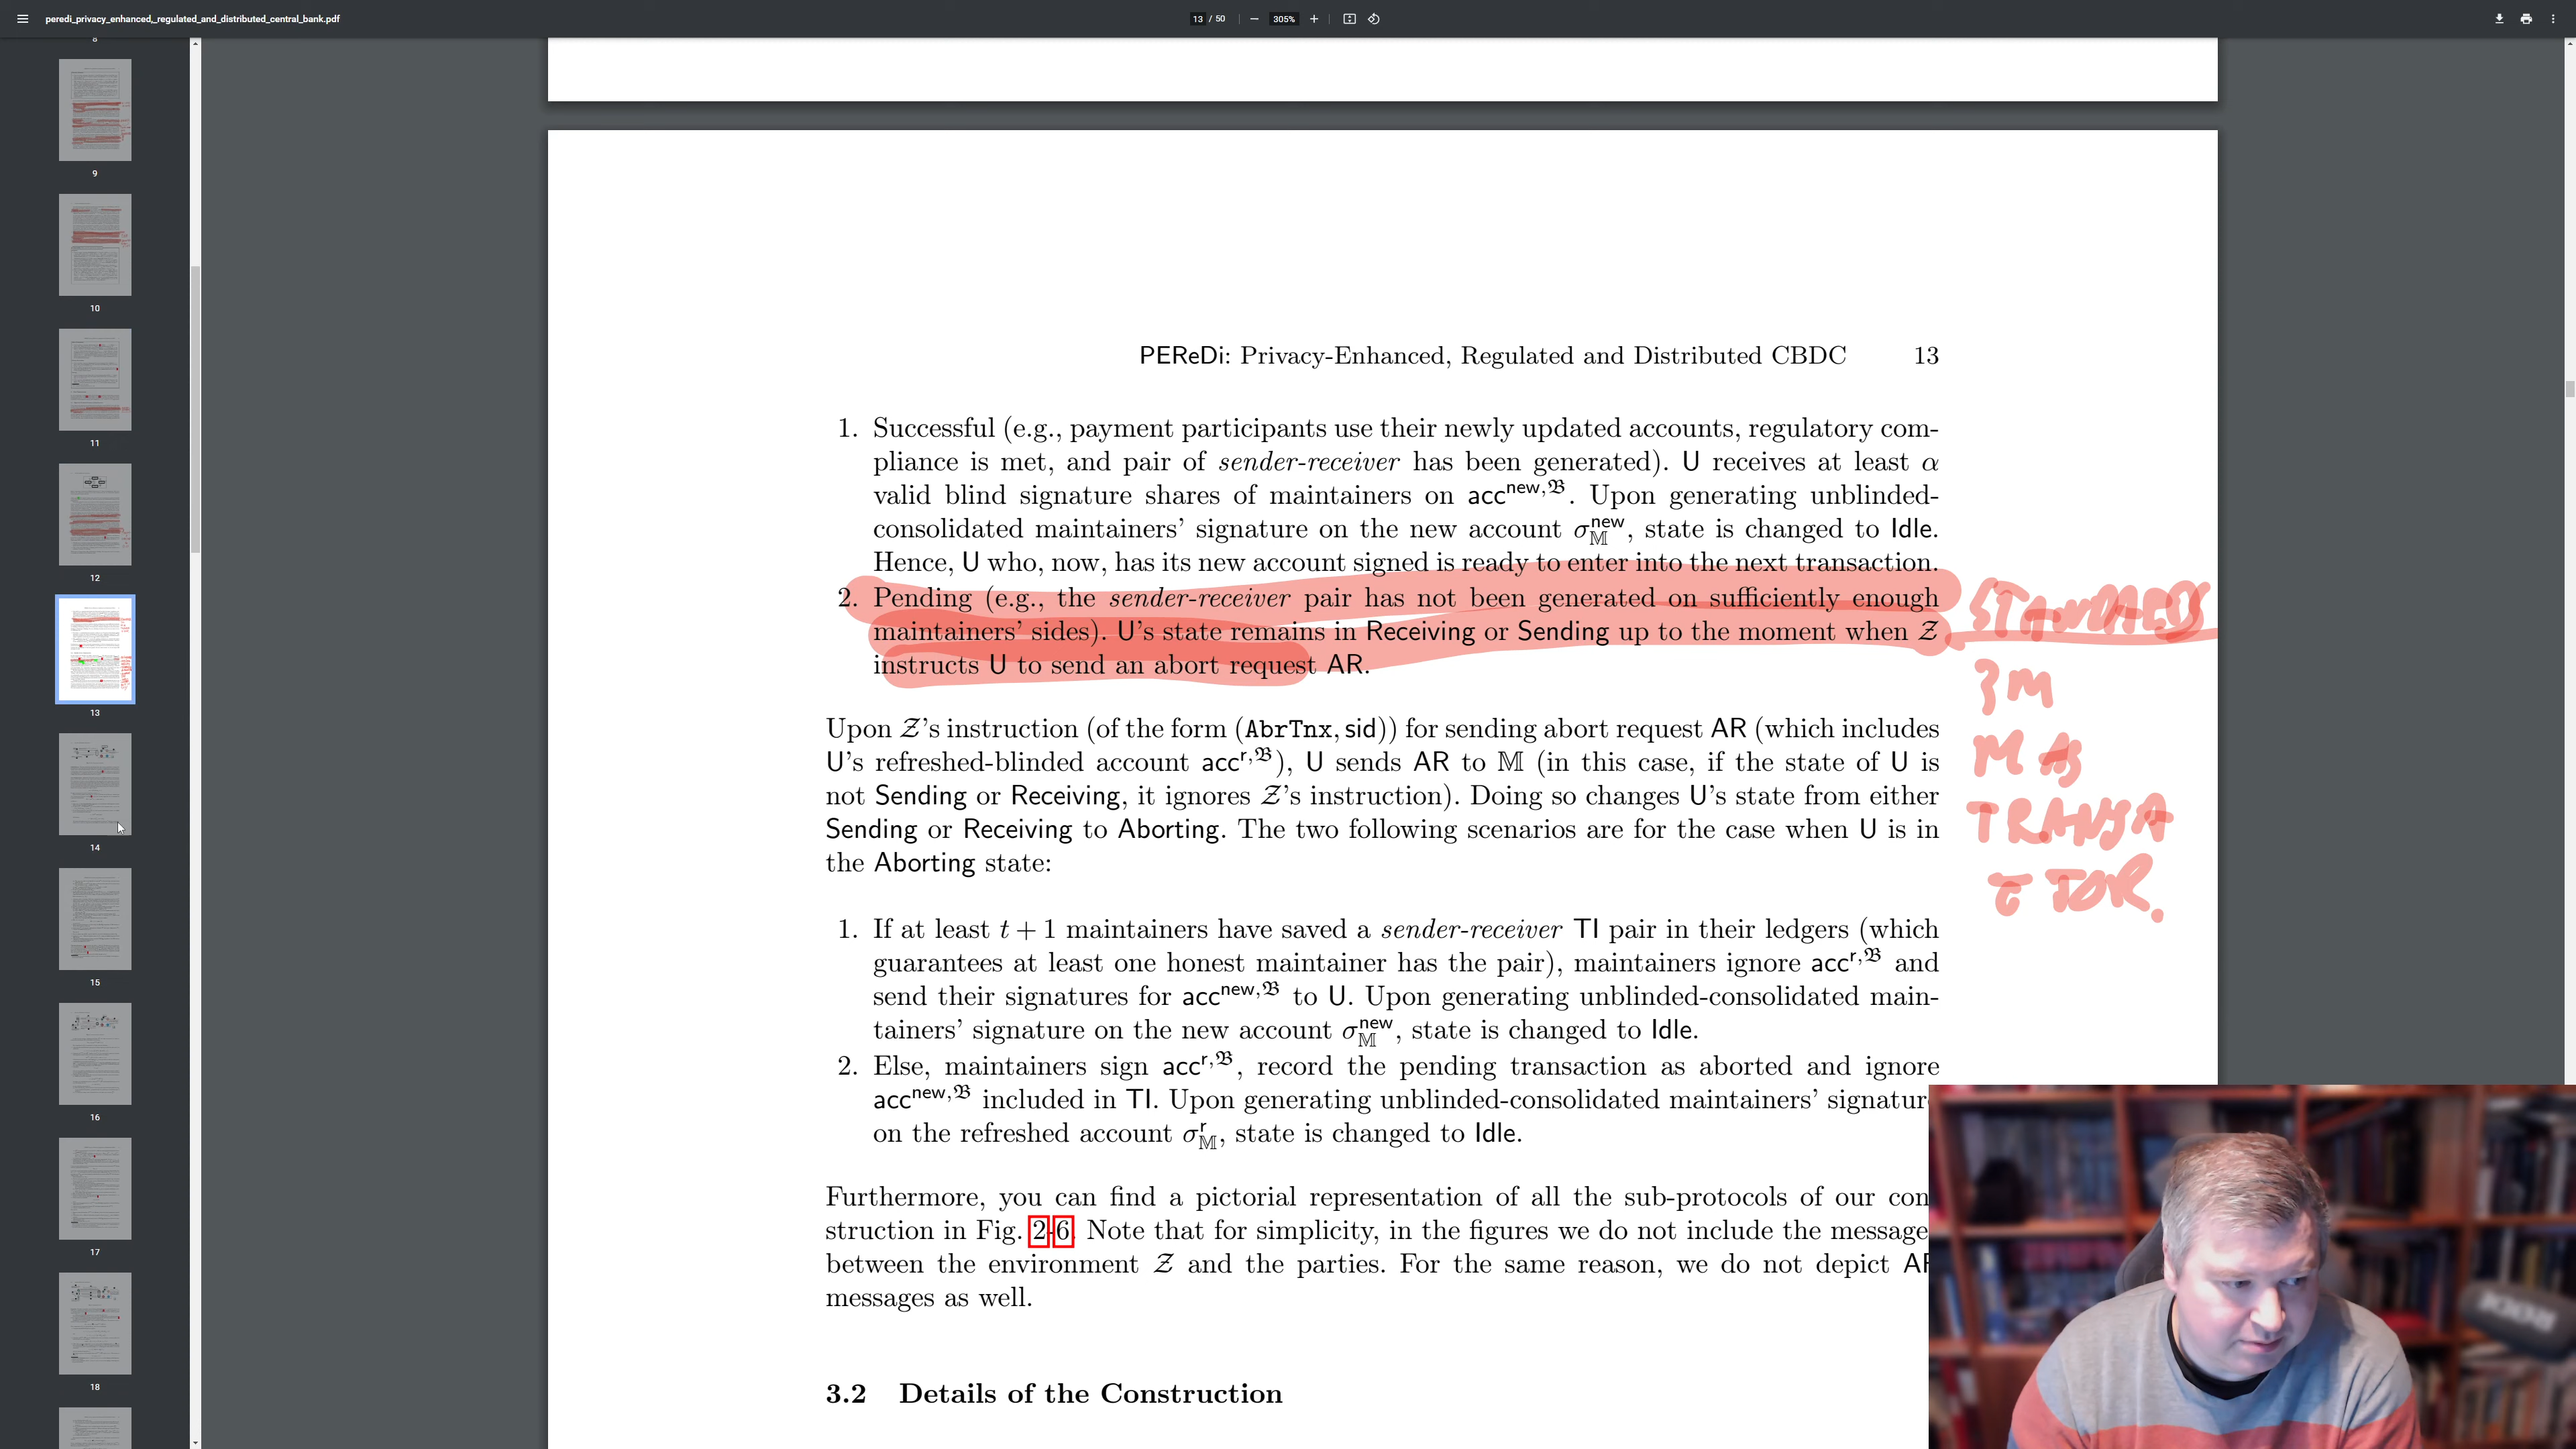 peredi_privacy_enhanced,_regulated_and_distributed_central_bank.pdf
13 / 50
305%
8
9
10
11
12
13
14
15
16
17
18
PEReDi: Privacy-Enhanced, Regulated and Distributed CBDC 13
1. Successful (e.g., payment participants use their newly updated accounts, regulatory com-
pliance is met, and pair of sender-receiver has been generated). U receives at least α
valid blind signature shares of maintainers on acc^new,𝔅. Upon generating unblinded-
consolidated maintainers' signature on the new account σ_𝕄^new, state is changed to Idle.
Hence, U who, now, has its new account signed is ready to enter into the next transaction.
2. Pending (e.g., the sender-receiver pair has not been generated on sufficiently enough
maintainers' sides). U's state remains in Receiving or Sending up to the moment when 𝒵
instructs U to send an abort request AR.
STANDARDS
M
M AS
TRANSA
CTOR.
Upon 𝒵's instruction (of the form (AbrTnx, sid)) for sending abort request AR (which includes
U's refreshed-blinded account acc^r,𝔅), U sends AR to 𝕄 (in this case, if the state of U is
not Sending or Receiving, it ignores 𝒵's instruction). Doing so changes U's state from either
Sending or Receiving to Aborting. The two following scenarios are for the case when U is in
the Aborting state:
1. If at least t + 1 maintainers have saved a sender-receiver TI pair in their ledgers (which
guarantees at least one honest maintainer has the pair), maintainers ignore acc^r,𝔅 and
send their signatures for acc^new,𝔅 to U. Upon generating unblinded-consolidated main-
tainers' signature on the new account σ_𝕄^new, state is changed to Idle.
2. Else, maintainers sign acc^r,𝔅, record the pending transaction as aborted and ignore
acc^new,𝔅 included in TI. Upon generating unblinded-consolidated maintainers' signatur
on the refreshed account σ_𝕄^r, state is changed to Idle.
Furthermore, you can find a pictorial representation of all the sub-protocols of our con
struction in Fig. 2-6. Note that for simplicity, in the figures we do not include the message
between the environment 𝒵 and the parties. For the same reason, we do not depict AR
messages as well.
3.2 Details of the Construction